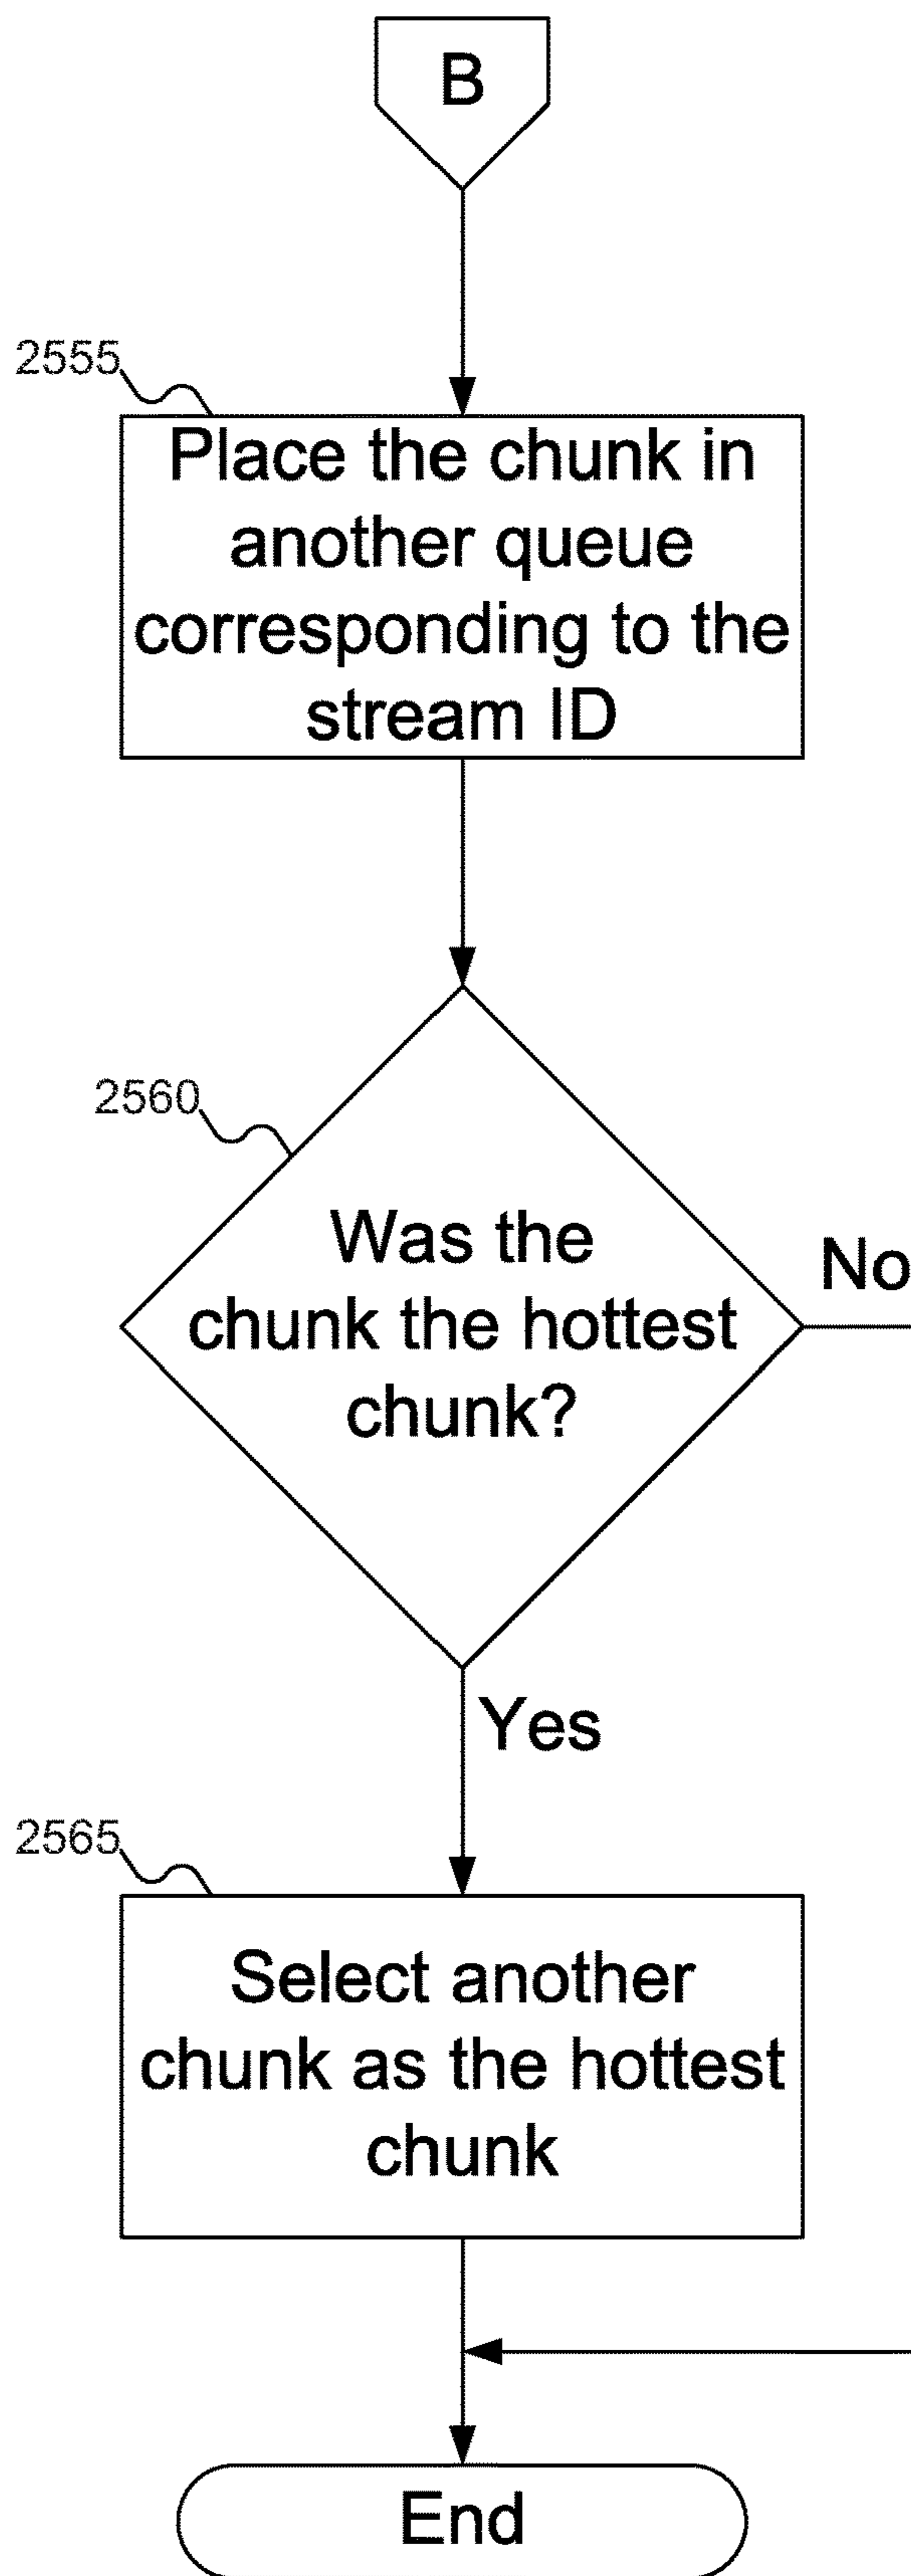 B
2555
Place the chunk in
another queue
corresponding to the
stream ID
2560
Was the
chunk the hottest
chunk?
No
Yes
2565
Select another
chunk as the hottest
chunk
End